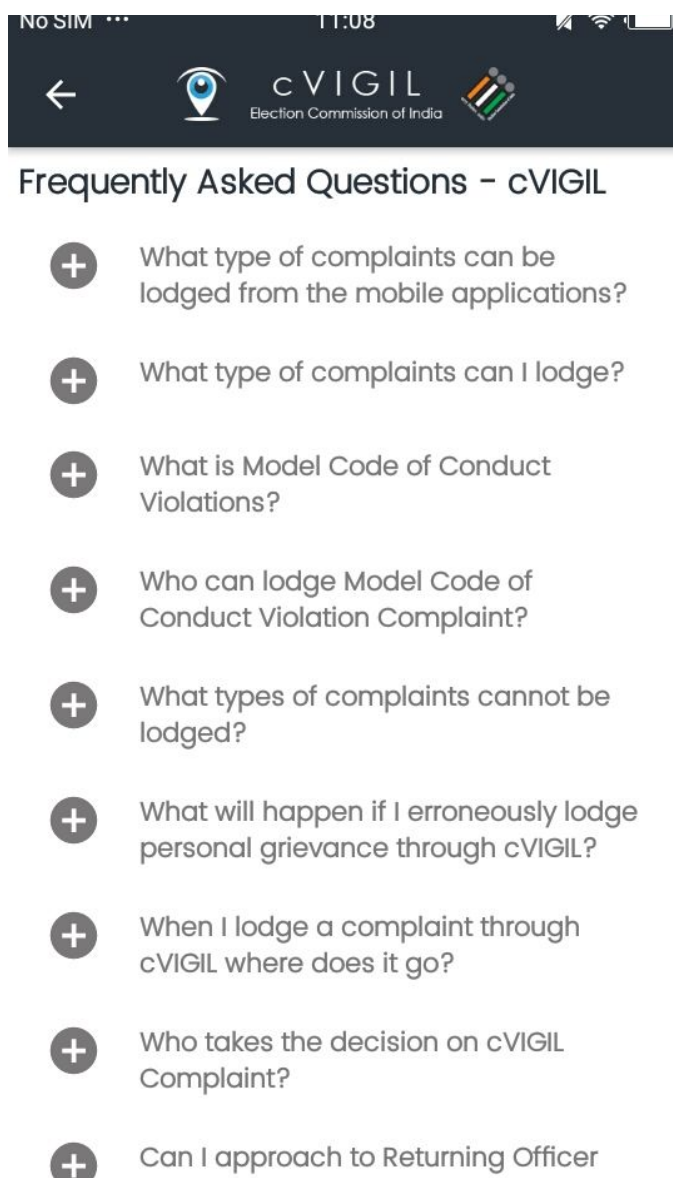 No SIM ... 11:08
cVIGIL
Election Commission of India
Frequently Asked Questions - cVIGIL
What type of complaints can be
lodged from the mobile applications?
What type of complaints can I lodge?
What is Model Code of Conduct
Violations?
Who can lodge Model Code of
Conduct Violation Complaint?
What types of complaints cannot be
lodged?
What will happen if I erroneously lodge
personal grievance through cVIGIL?
When I lodge a complaint through
cVIGIL where does it go?
Who takes the decision on cVIGIL
Complaint?
Can I approach to Returning Officer